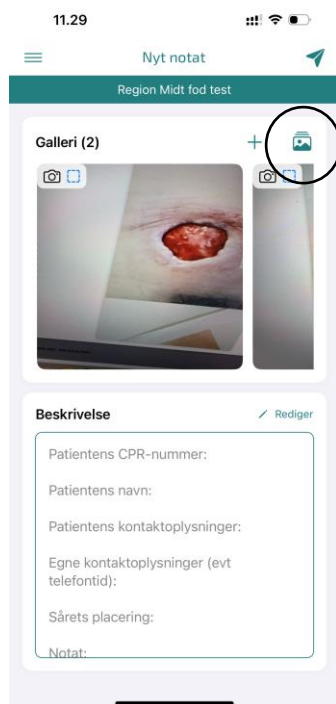 11.29
Nyt notat
Region Midt fod test
Galleri (2)
Beskrivelse
Rediger
Patientens CPR-nummer:
Patientens navn:
Patientens kontaktoplysninger:
Egne kontaktoplysninger (evt
telefontid):
Sårets placering:
Notat: